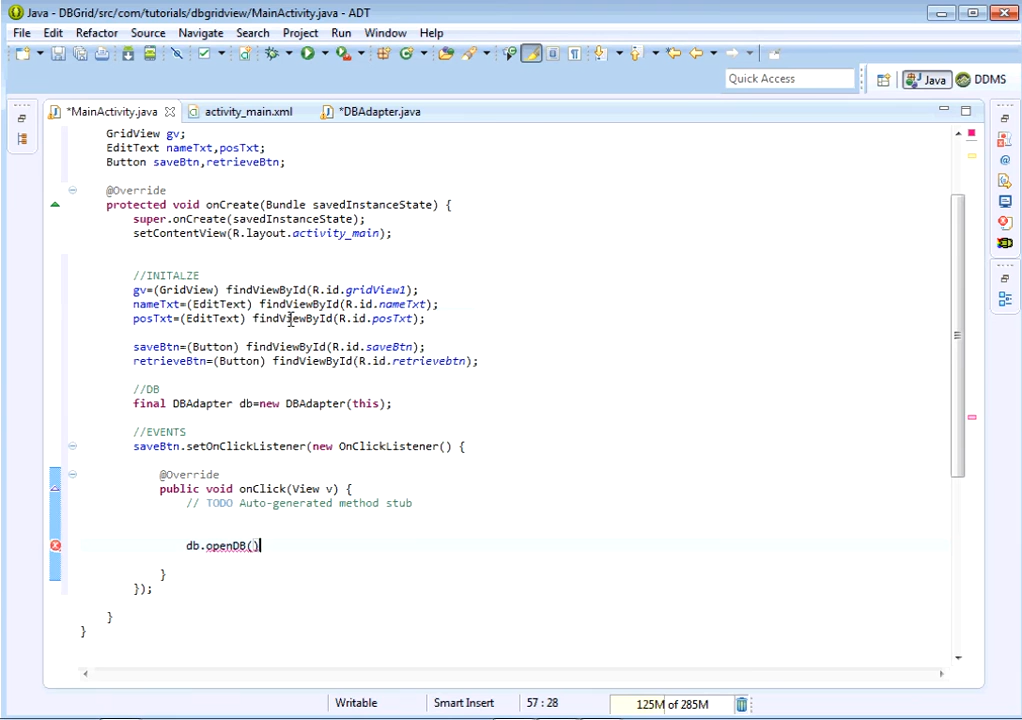 Java - DBGrid/src/com/tutorials/dbgridview/MainActivity.java - ADT
File Edit Refactor Source Navigate Search Project Run Window Help
Quick Access
Java
DDMS
*MainActivity.java
activity_main.xml
*DBAdapter.java
GridView gv;
EditText nameTxt,posTxt;
Button saveBtn,retrieveBtn;
@Override
protected void onCreate(Bundle savedInstanceState) {
super.onCreate(savedInstanceState);
setContentView(R.layout.activity_main);
//INITALZE
gv=(GridView) findViewById(R.id.gridView1);
nameTxt=(EditText) findViewById(R.id.nameTxt);
posTxt=(EditText) findViewById(R.id.posTxt);
saveBtn=(Button) findViewById(R.id.saveBtn);
retrieveBtn=(Button) findViewById(R.id.retrievebtn);
//DB
final DBAdapter db=new DBAdapter(this);
//EVENTS
saveBtn.setOnClickListener(new OnClickListener() {
@Override
public void onClick(View v) {
// TODO Auto-generated method stub
db.openDB()
}
});
}
}
Writable
Smart Insert
57 : 28
125M of 285M